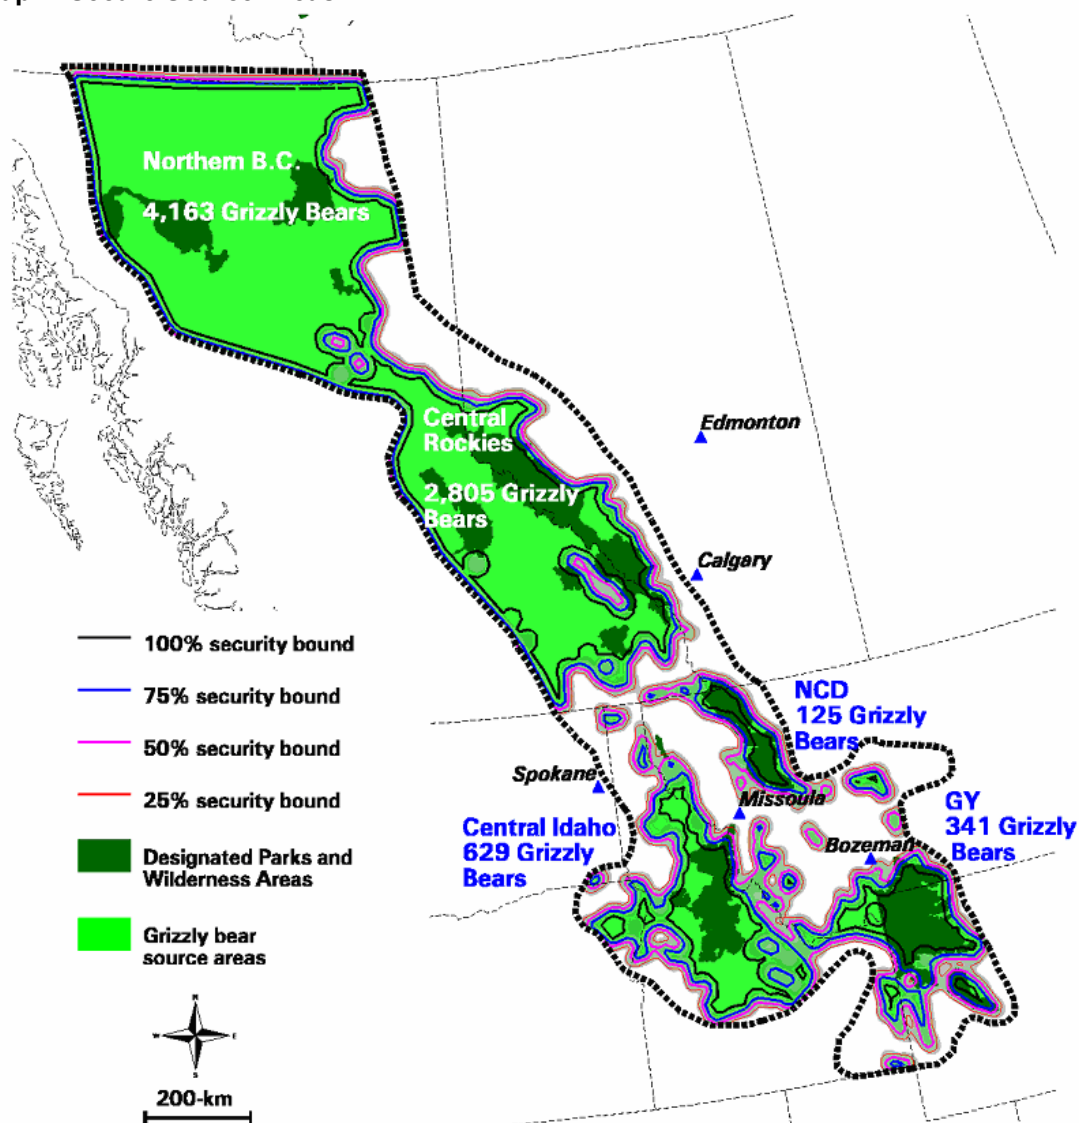 Northern B.C.
4,163 Grizzly Bears
Central
Rockies
2,805 Grizzly
Bears
Edmonton
Calgary
100% security bound
75% security bound
50% security bound
25% security bound
Designated Parks and
Wilderness Areas
Grizzly bear
source areas
NCD
125 Grizzly
Bears
Spokane
Missoula
Central Idaho
629 Grizzly
Bears
GY
341 Grizzly
Bears
Bozeman
N
W
E
S
200-km